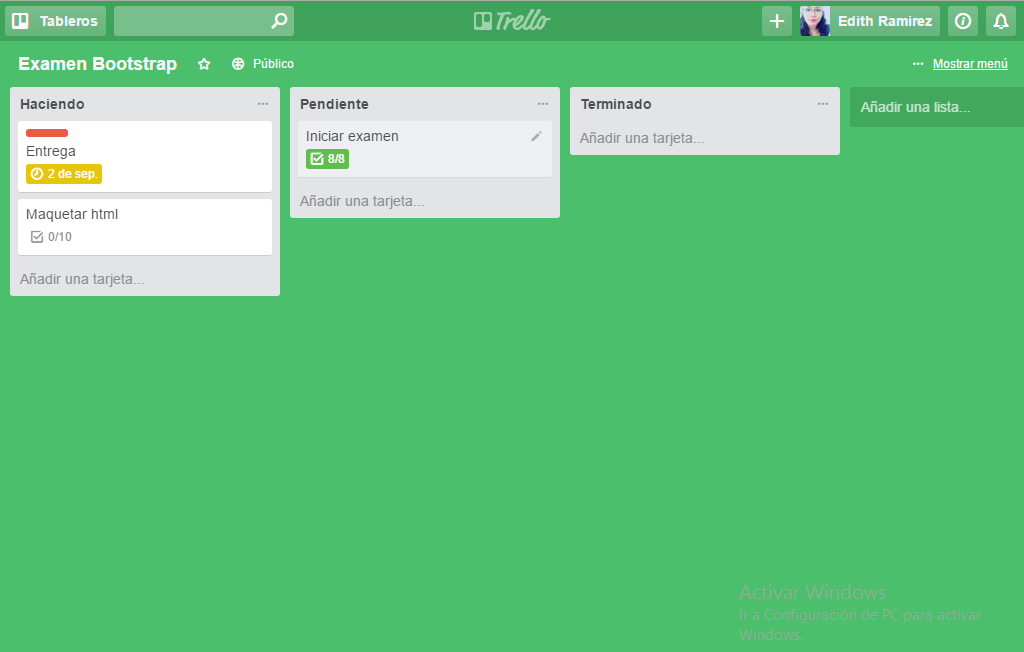 Tableros
Trello
Edith Ramirez
Examen Bootstrap
Público
Mostrar menú
Haciendo
Entrega
2 de sep.
Maquetar html
0/10
Añadir una tarjeta...
Pendiente
Iniciar examen
8/8
Añadir una tarjeta...
Terminado
Añadir una tarjeta...
Añadir una lista...
Activar Windows
Ir a Configuración de PC para activar
Windows.